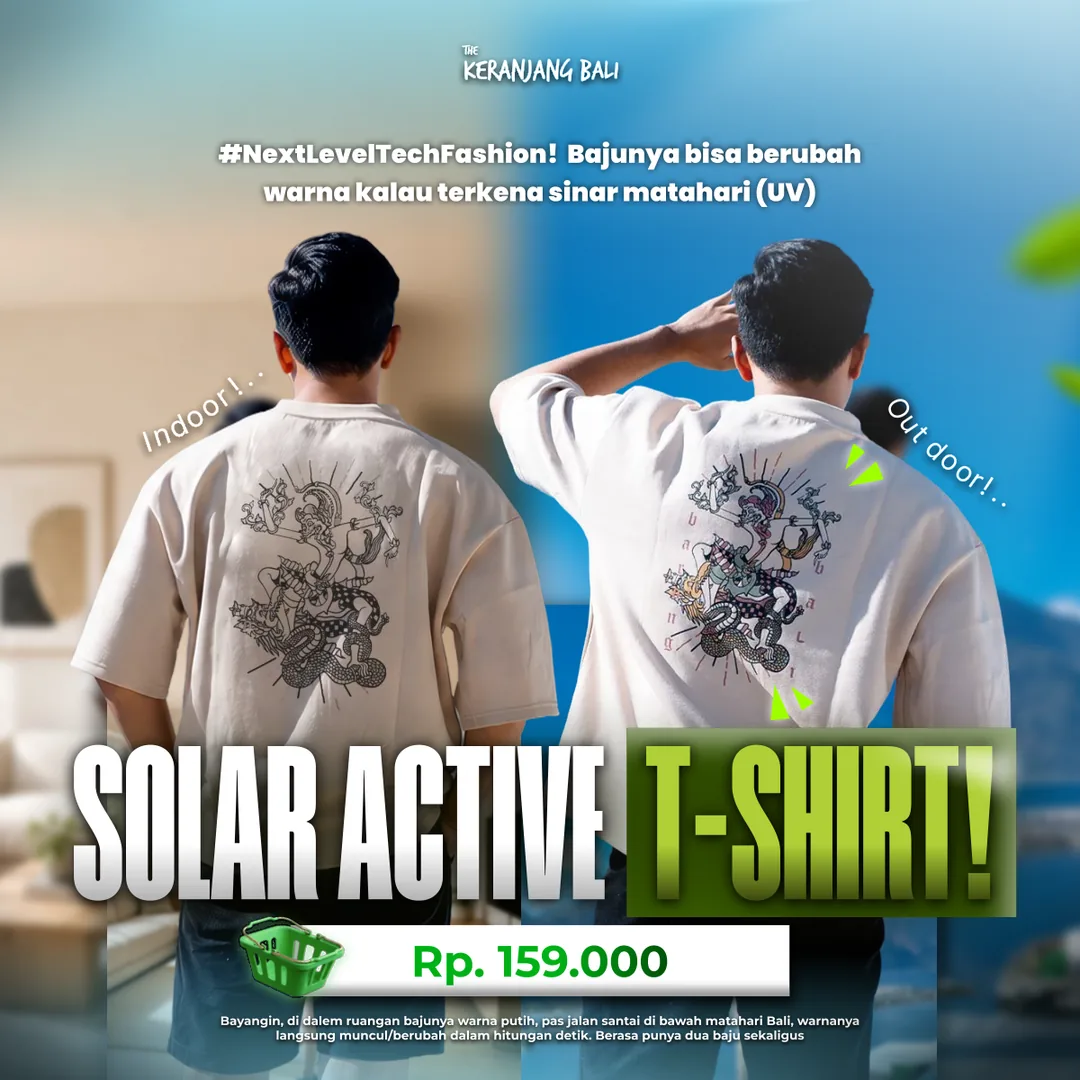 THE
KERANJANG BALI
#NextLevelTechFashion! Bajunya bisa berubah
warna kalau terkena sinar matahari (UV)
Indoor!..
Out door!..
SOLAR ACTIVE T-SHIRT!
Rp. 159.000
Bayangin, di dalem ruangan bajunya warna putih, pas jalan santai di bawah matahari Bali, warnanya
langsung muncul/berubah dalam hitungan detik. Berasa punya dua baju sekaligus